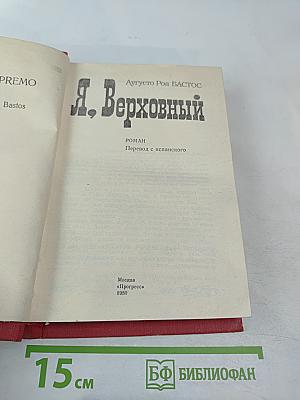 PREMO
Bastos
Аугусто Роа БАСТОС
Я, Верховный
РОМАН
Перевод с испанского
Москва
«Прогресс»
15 см
БФ БИБЛИОФАН